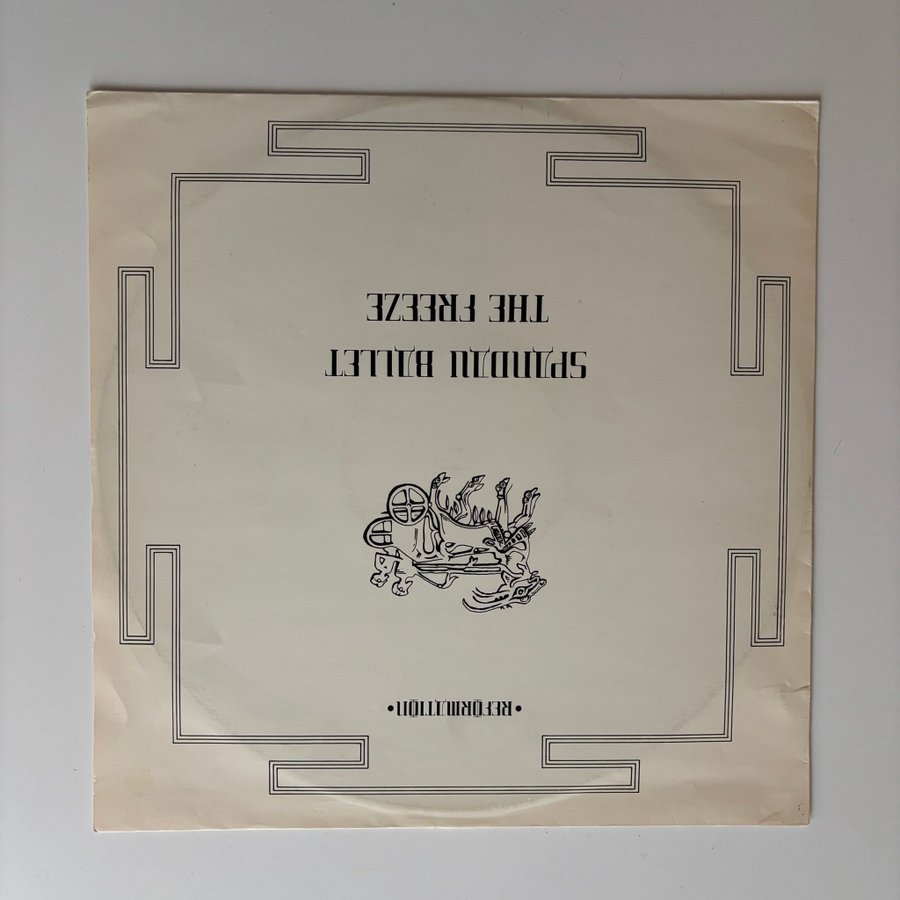 •REFORMATION•
SPANDAU BALLET
THE FREEZE